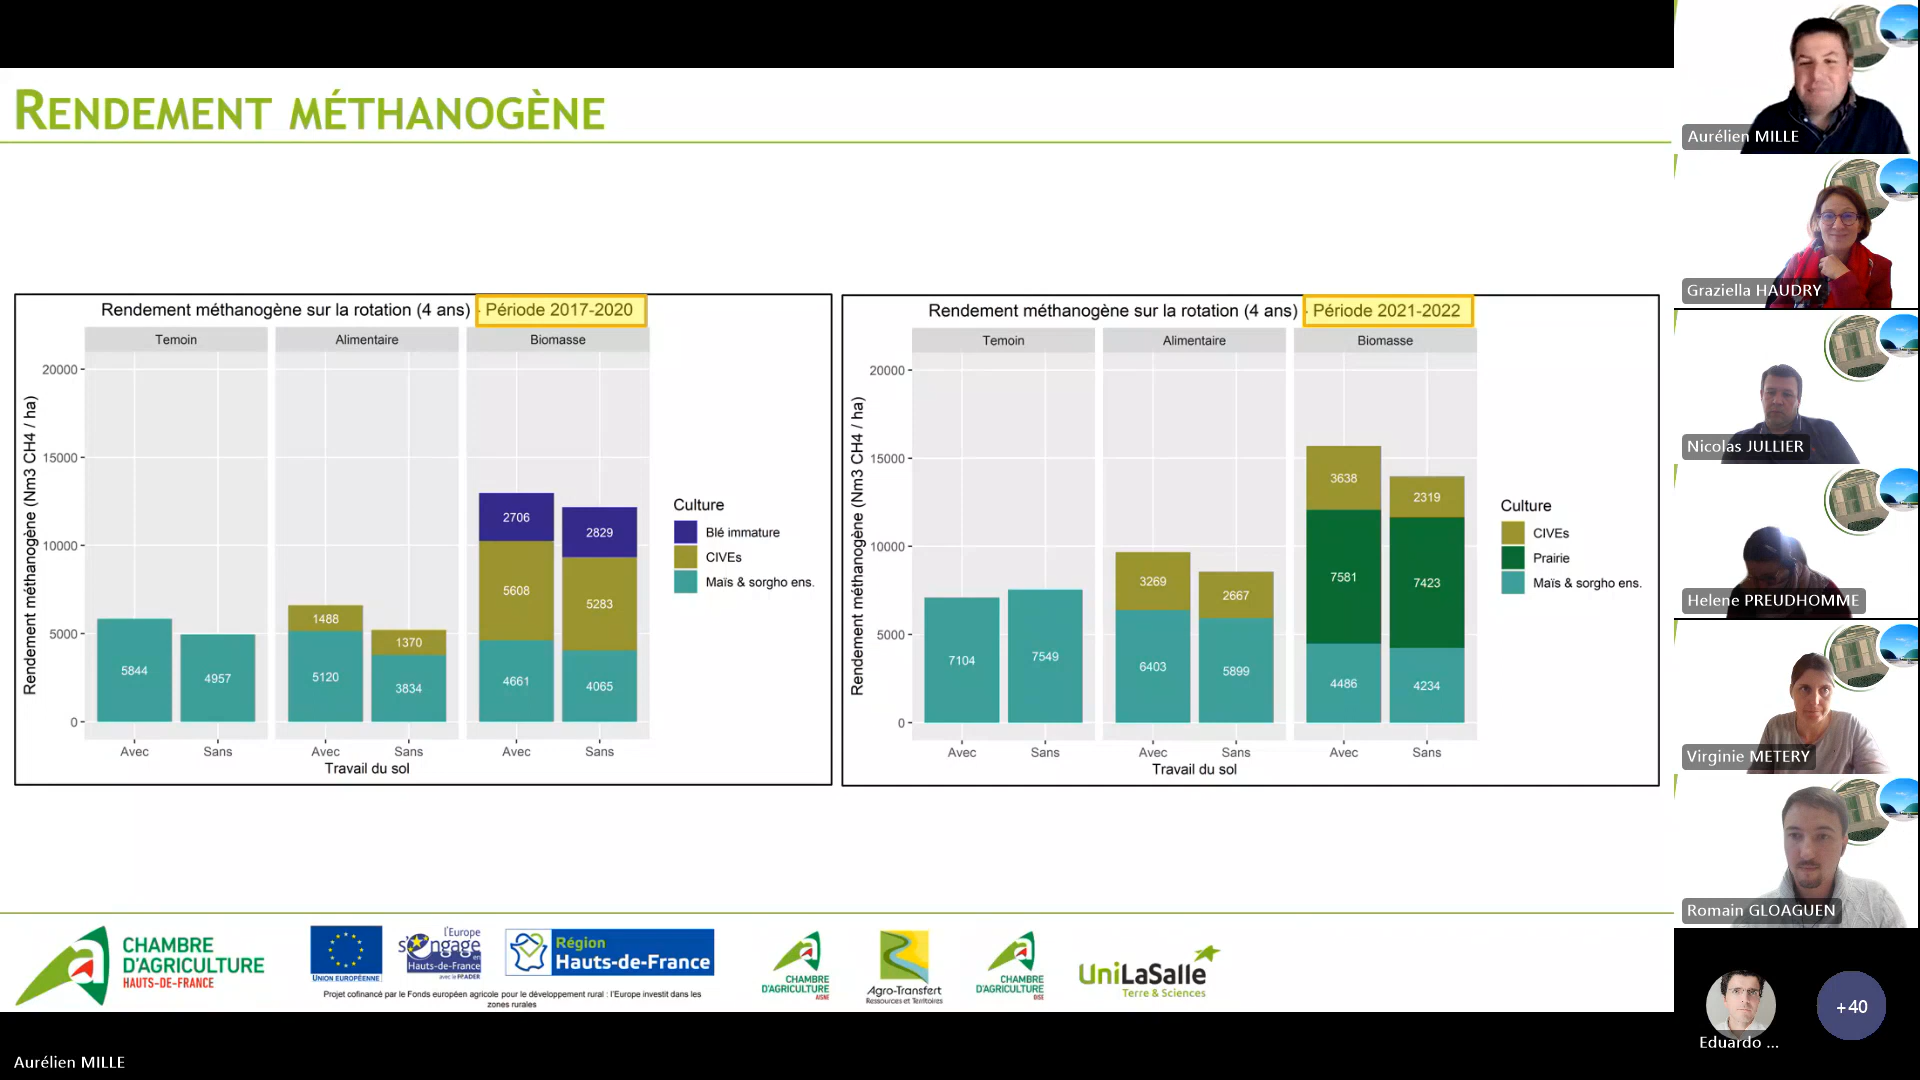 RENDEMENT MÉTHANOGÈNE
Rendement méthanogène sur la rotation (4 ans) - Période 2017-2020
Temoin
Alimentaire
Biomasse
Rendement méthanogène (Nm3 CH4 / ha)
20000
15000
10000
5000
0
5844
4957
1488
5120
1370
3834
2706
5608
4661
2829
5283
4065
Avec
Sans
Avec
Sans
Avec
Sans
Travail du sol
Culture
Blé immature
CIVEs
Maïs & sorgho ens.
Rendement méthanogène sur la rotation (4 ans) - Période 2021-2022
Temoin
Alimentaire
Biomasse
Rendement méthanogène (Nm3 CH4 / ha)
20000
15000
10000
5000
0
7104
7549
3269
6403
2667
5899
3638
7581
4486
2319
7423
4234
Avec
Sans
Avec
Sans
Avec
Sans
Travail du sol
Culture
CIVEs
Prairie
Maïs & sorgho ens.
CHAMBRE
D'AGRICULTURE
HAUTS-DE-FRANCE
UNION EUROPÉENNE
l'Europe
s'engage
en
Hauts-de-France
avec le FEADER
Région
Hauts-de-France
Projet cofinancé par le Fonds européen agricole pour le développement rural : l'Europe investit dans les
zones rurales
CHAMBRE
D'AGRICULTURE
AISNE
Agro-Transfert
Ressources et Territoires
CHAMBRE
D'AGRICULTURE
OISE
UniLaSalle
Terre & Sciences
Aurélien MILLE
Graziella HAUDRY
Nicolas JULLIER
Helene PREUDHOMME
Virginie METERY
Romain GLOAGUEN
Eduardo ...
+40
Aurélien MILLE